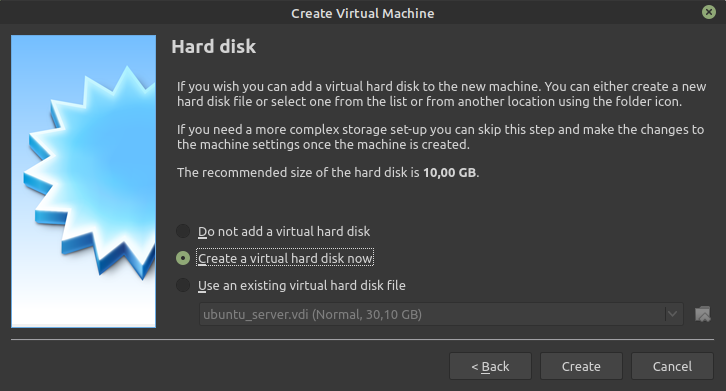 Create Virtual Machine
Hard disk
If you wish you can add a virtual hard disk to the new machine. You can either create a new
hard disk file or select one from the list or from another location using the folder icon.
If you need a more complex storage set-up you can skip this step and make the changes to
the machine settings once the machine is created.
The recommended size of the hard disk is 10,00 GB.
Do not add a virtual hard disk
Create a virtual hard disk now
Use an existing virtual hard disk file
ubuntu_server.vdi (Normal, 30,10 GB)
< Back
Create
Cancel